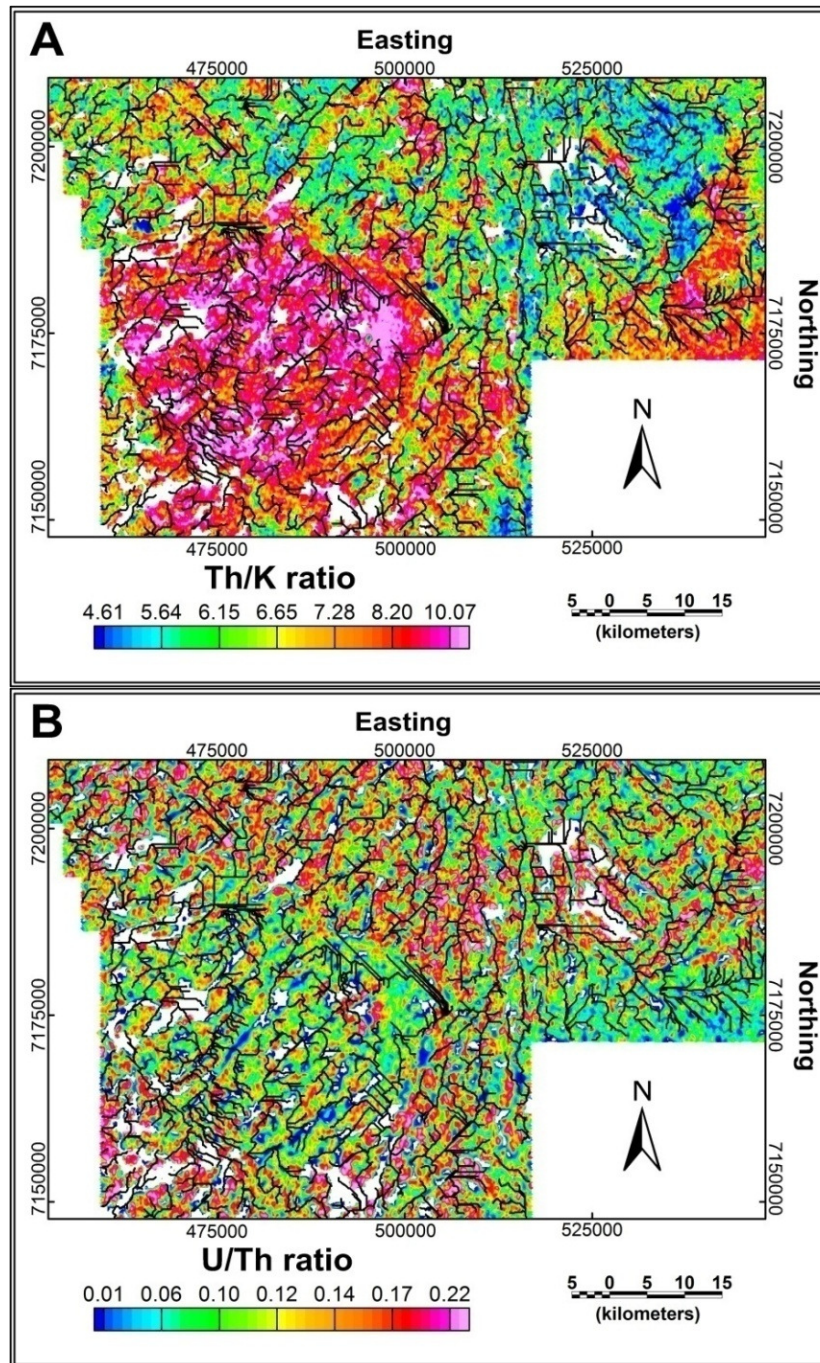 A
Easting
475000 500000 525000
7200000 7200000
7175000 7175000
Northing
N
7150000 7150000
475000 500000 525000
Th/K ratio
4.61 5.64 6.15 6.65 7.28 8.20 10.07
5 0 5 10 15
(kilometers)
B
Easting
475000 500000 525000
7200000 7200000
7175000 7175000
Northing
N
7150000 7150000
475000 500000 525000
U/Th ratio
0.01 0.06 0.10 0.12 0.14 0.17 0.22
5 0 5 10 15
(kilometers)